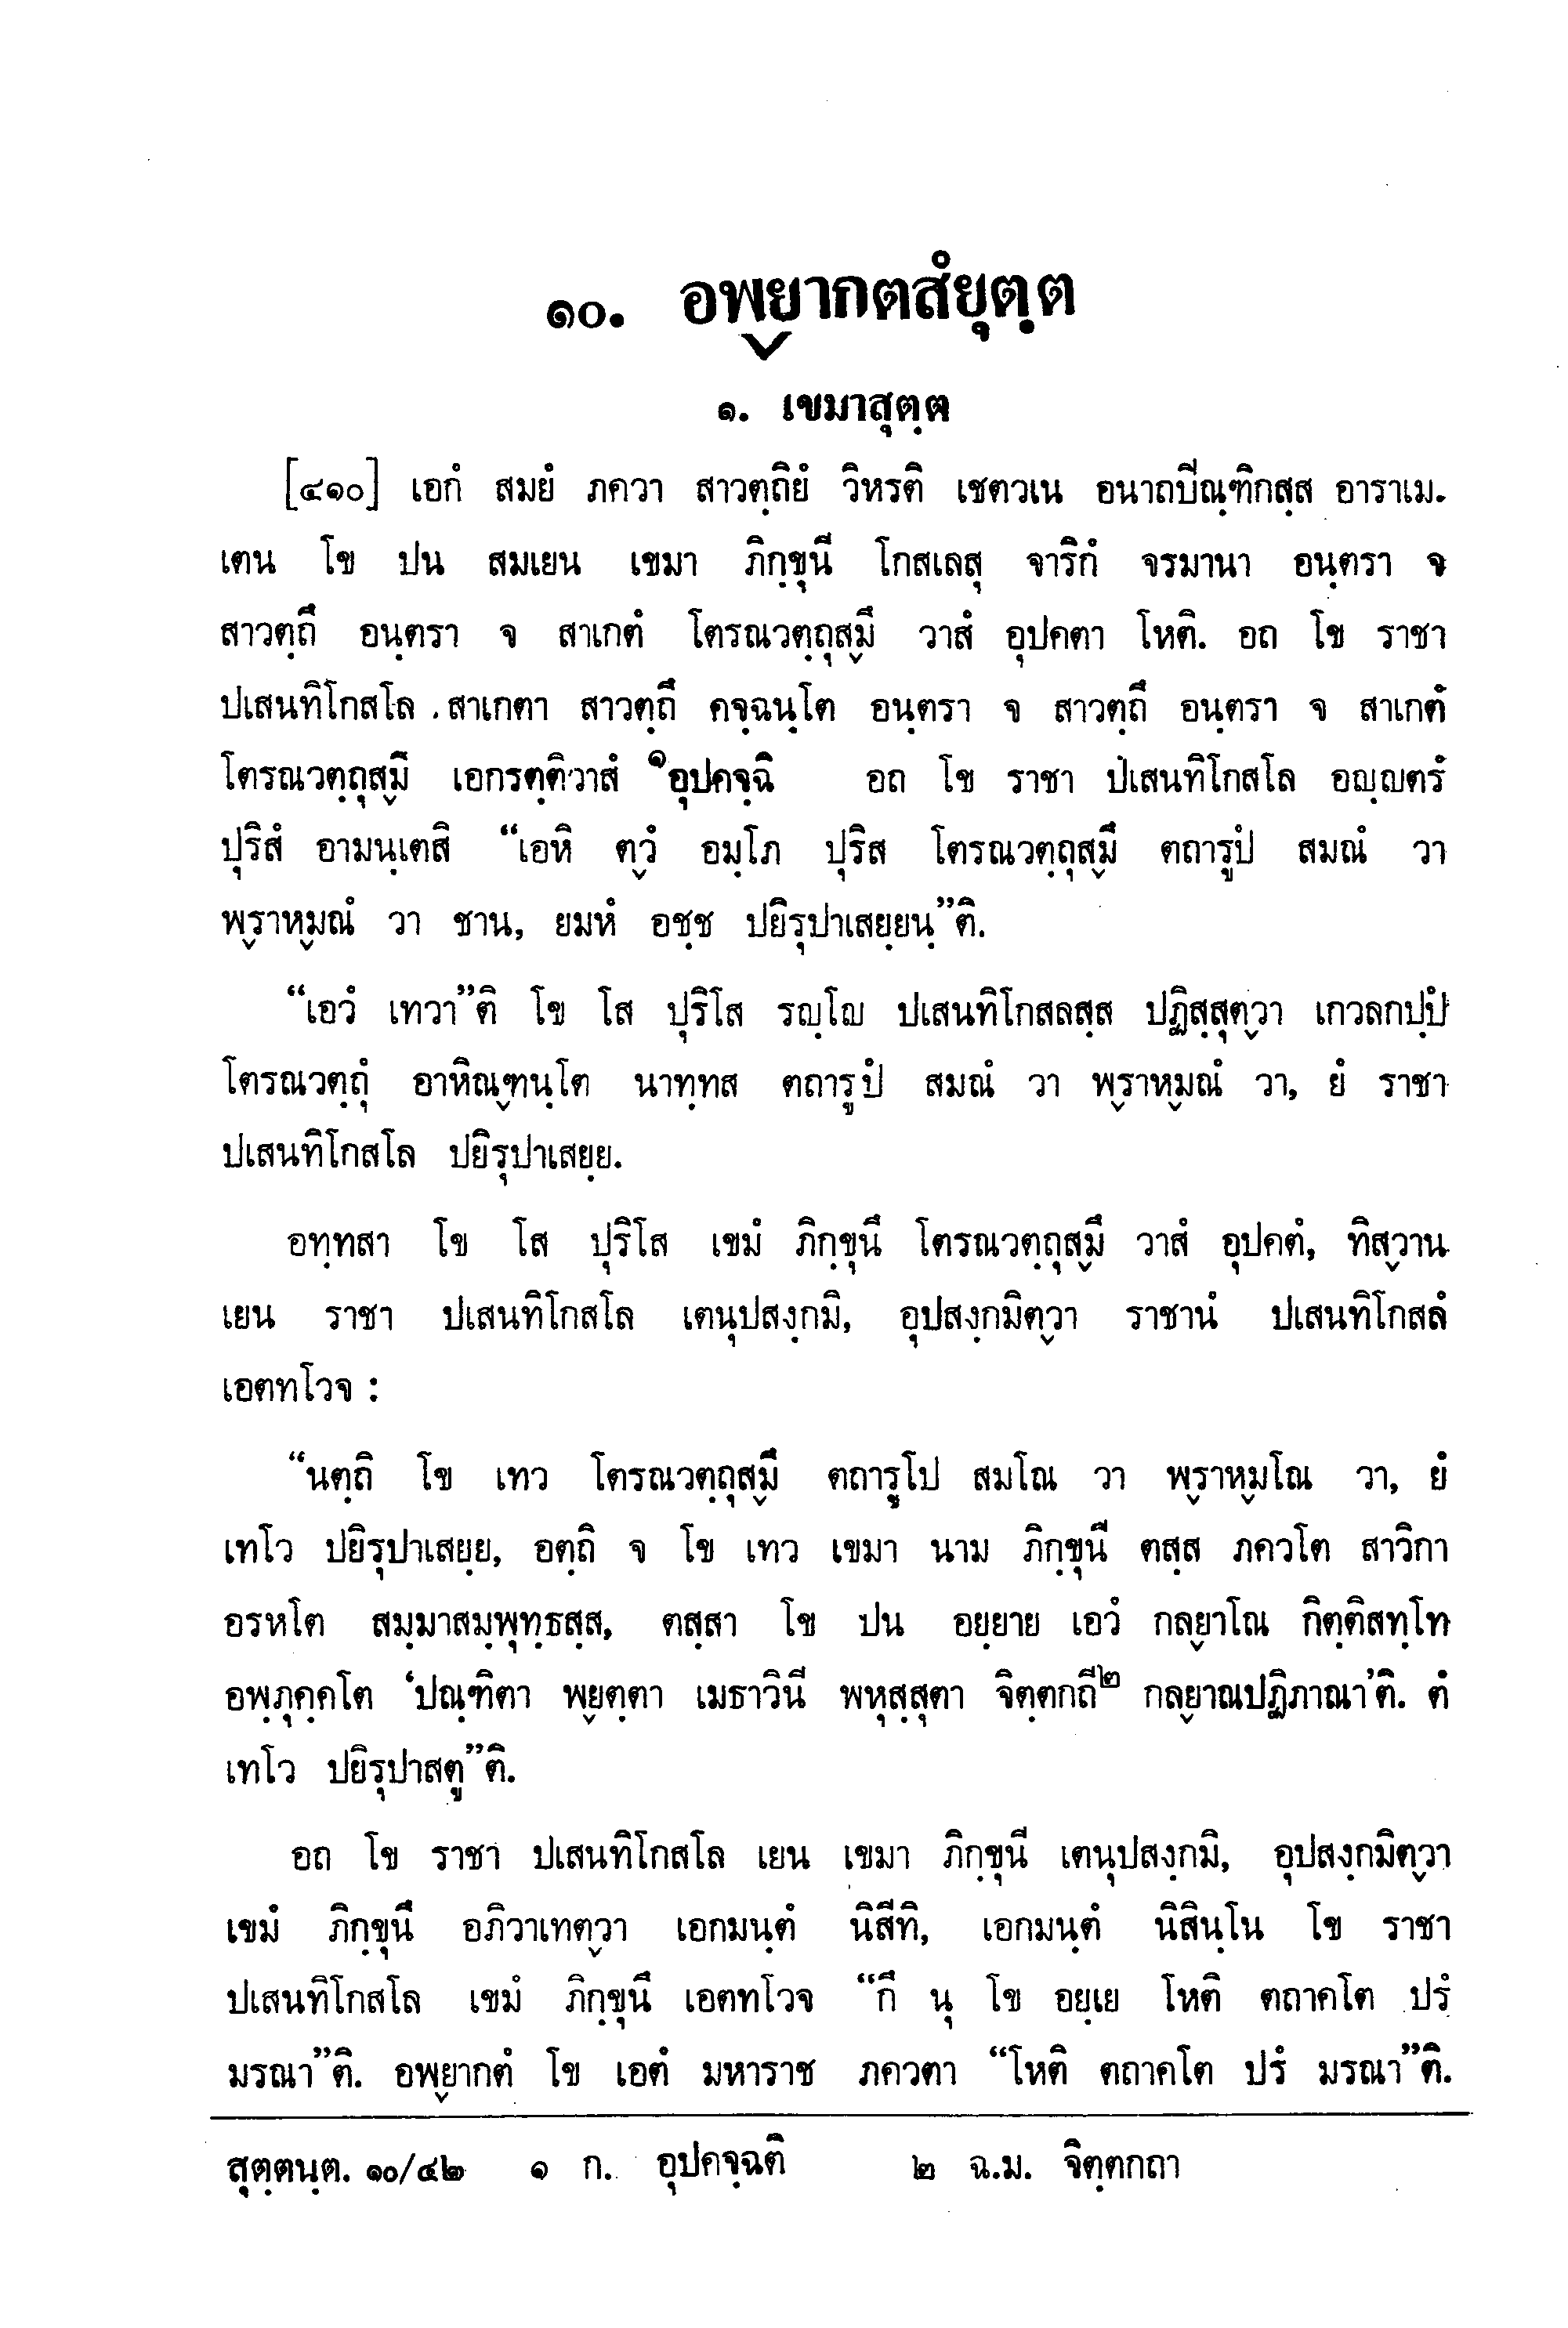 ๑๐. อพ๎ยากตสํยุตฺต
๑. เขมาสุตฺต
[๔๑๐] เอกํ สมยํ ภควา สาวตฺถิยํ วิหรติ เชตวเน อนาถปิณฺฑิกสฺส อาราเม.
เตน โข ปน สมเยน เขมา ภิกฺขุนี โกสเลสุ จาริกํ จรมานา อนฺตรา จ
สาวตฺถึ อนฺตรา จ สาเกตํ โตรณวตฺถุสฺ๎มึ วาสํ อุปคตา โหติ. อถ โข ราชา
ปเสนทิโกสโล สาเกตา สาวตฺถึ คจฺฉนฺโต อนฺตรา จ สาวตฺถึ อนฺตรา จ สาเกตํ
โตรณวตฺถุส๎มึ เอกรตฺติวาสํ ๑อุปคจฺฉิ อถ โข ราชา ปเสนทิโกสโล อญฺญตรํ
ปุริสํ อามนฺเตสิ “เอหิ ต๎วํ อมฺโภ ปุริส โตรณวตฺถุส๎มึ ตถารูปํ สมณํ วา
พ๎ราห๎มณํ วา ชาน, ยมหํ อชฺช ปยิรุปาเสยฺยนฺ”ติ.
“เอวํ เทวา”ติ โข โส ปุริโส รญฺโญ ปเสนทิโกสลสฺส ปฏิสฺสุต๎วา เกวลกปฺปํ
โตรณวตฺถุํ อาหิณ๎ฑนฺโต นาทฺทส ตถารูปํ สมณํ วา พ๎ราห๎มณํ วา, ยํ ราชา
ปเสนทิโกสโล ปยิรุปาเสยฺย.
อทฺทสา โข โส ปุริโส เขมํ ภิกฺขุนึ โตรณวตฺถุส๎มึ วาสํ อุปคตํ, ทิส๎วาน
เยน ราชา ปเสนทิโกสโล เตนุปสงฺกมิ, อุปสงฺกมิต๎วา ราชานํ ปเสนทิโกสลํ
เอตทโวจ :
“นตฺถิ โข เทว โตรณวตฺถุส๎มึ ตถารูโป สมโณ วา พ๎ราห๎มโณ วา, ยํ
เทโว ปยิรุปาเสยฺย, อตฺถิ จ โข เทว เขมา นาม ภิกฺขุนี ตสฺส ภควโต สาวิกา
อรหโต สมฺมาสมฺพุทฺธสฺส, ตสฺสา โข ปน อยฺยาย เอวํ กล๎ยาโณ กิตฺติสทฺโท
อพฺภุคฺคโต ‘ปณฺฑิตา พ๎ยตฺตา เมธาวินี พหุสฺสุตา จิตฺตกถี๒ กล๎ยาณปฏิภาณา’ติ. ตํ
เทโว ปยิรุปาสตู”ติ.
อถ โข ราชา ปเสนทิโกสโล เยน เขมา ภิกฺขุนี เตนุปสงฺกมิ, อุปสงฺกมิต๎วา
เขมํ ภิกฺขุนึ อภิวาเทต๎วา เอกมนฺตํ นิสีทิ, เอกมนฺตํ นิสินฺโน โข ราชา
ปเสนทิโกสโล เขมํ ภิกฺขุนึ เอตทโวจ “กึ นุ โข อยฺเย โหติ ตถาคโต ปรํ
มรณา”ติ. อพ๎ยากตํ โข เอตํ มหาราช ภควตา “โหติ ตถาคโต ปรํ มรณา”ติ.
สุตฺตนฺต. ๑๐/๔๒ ๑ ก. อุปคจฺฉติ ๒ ฉ.ม. จิตฺตกถา